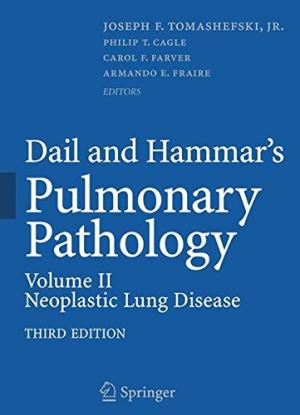 JOSEPH F. TOMASHEFSKI, JR.
PHILIP T. CAGLE
CAROL F. FARVER
ARMANDO E. FRAIRE
EDITORS
Dail and Hammar's
Pulmonary
Pathology
Volume II
Neoplastic Lung Disease
THIRD EDITION
Springer